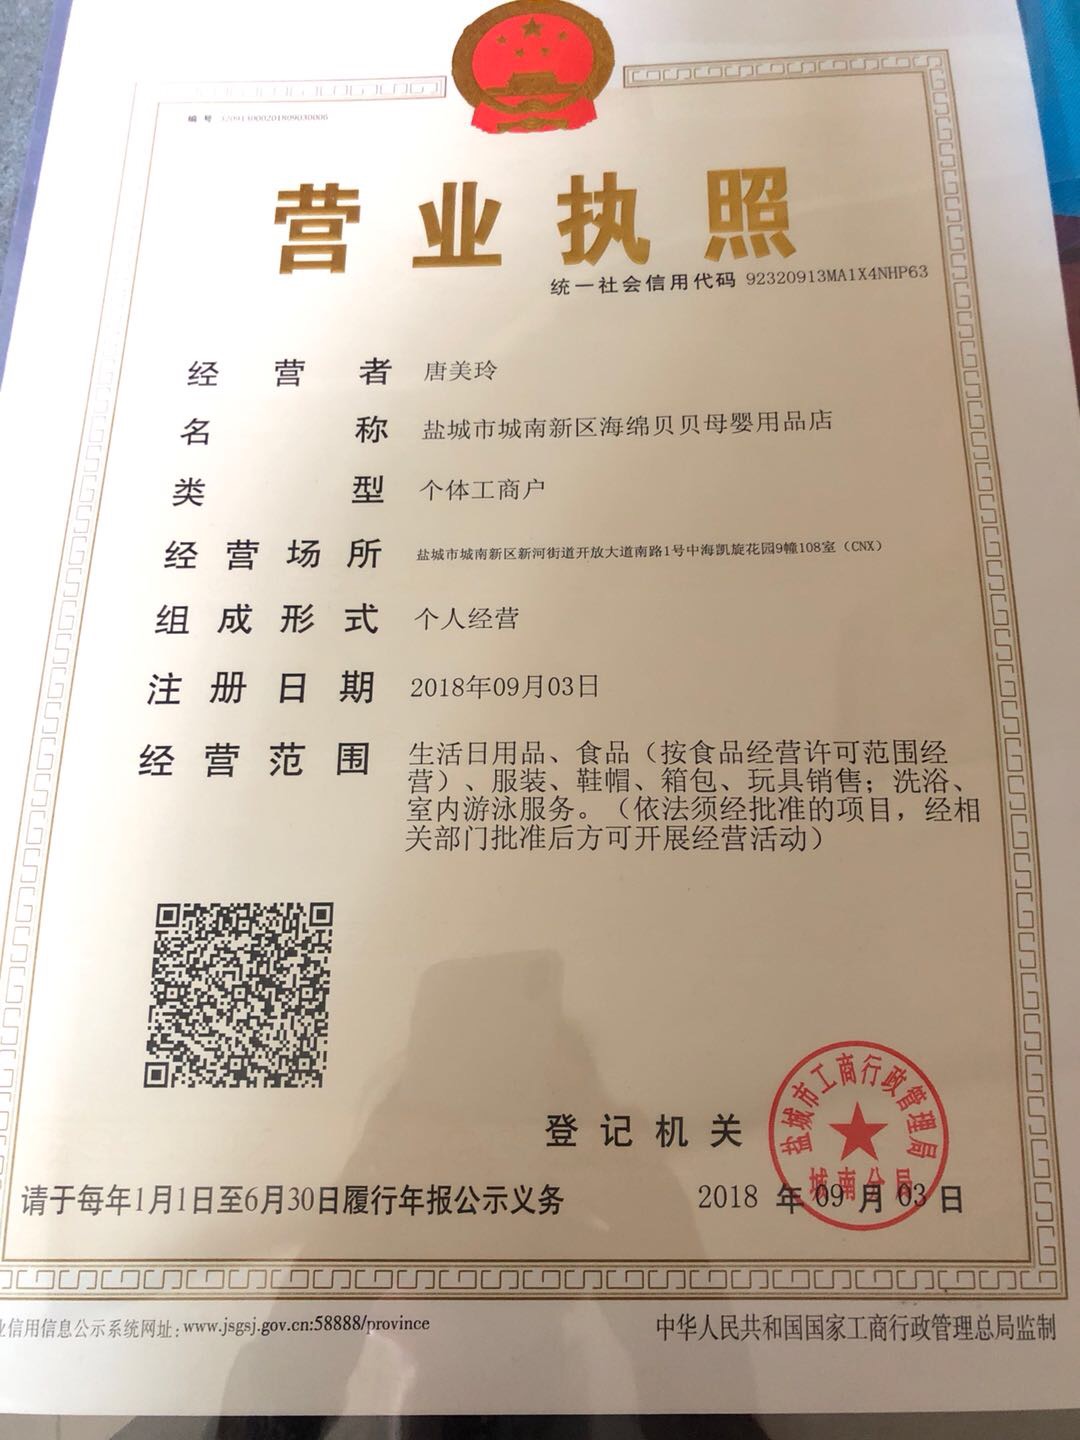 编 号 320913000201809030006
营业执照
统一社会信用代码 92320913MA1X4NHP63
经营者 唐美玲
名称 盐城市城南新区海绵贝贝母婴用品店
类型 个体工商户
经营场所 盐城市城南新区新河街道开放大道南路1号中海凯旋花园9幢108室（CNX）
组成形式 个人经营
注册日期 2018年09月03日
经营范围 生活日用品、食品（按食品经营许可范围经
营）、服装、鞋帽、箱包、玩具销售；洗浴、
室内游泳服务。（依法须经批准的项目，经相
关部门批准后方可开展经营活动）
登记机关
盐城市工商行政管理局
城南分局
请于每年1月1日至6月30日履行年报公示义务
2018 年 09 月 03 日
业信用信息公示系统网址：www.jsgsj.gov.cn:58888/province
中华人民共和国国家工商行政管理总局监制